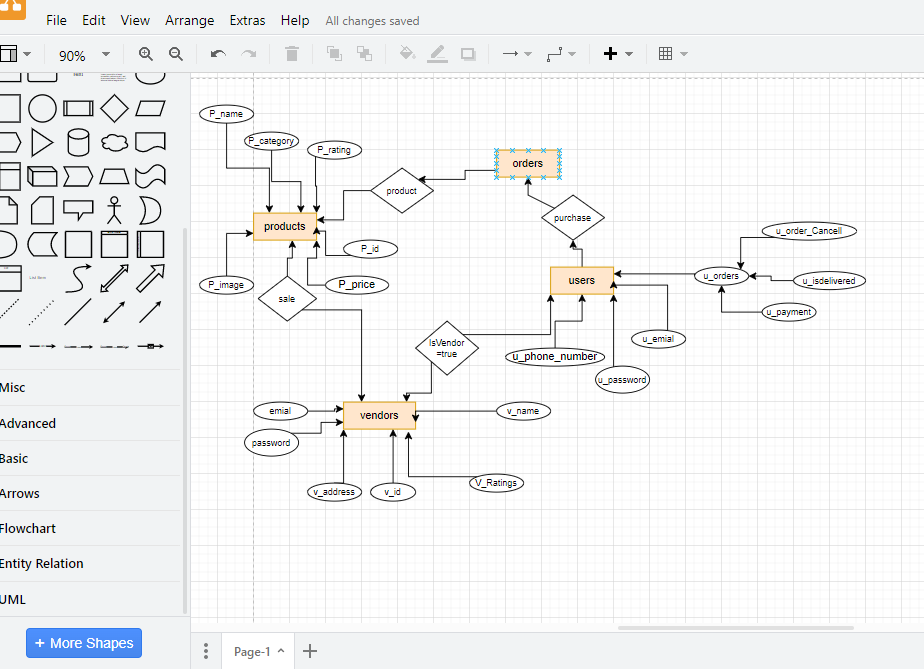 File Edit View Arrange Extras Help All changes saved
90%
P_name
P_category
P_rating
orders
product
purchase
products
u_order_Cancell
P_id
users
u_orders
u_isdelivered
P_image
P_price
sale
u_payment
u_emial
IsVendor
=true
u_phone_number
u_password
Misc
emial
vendors
v_name
Advanced
password
Basic
V_Ratings
v_address
v_id
Arrows
Flowchart
Entity Relation
UML
+ More Shapes
Page-1